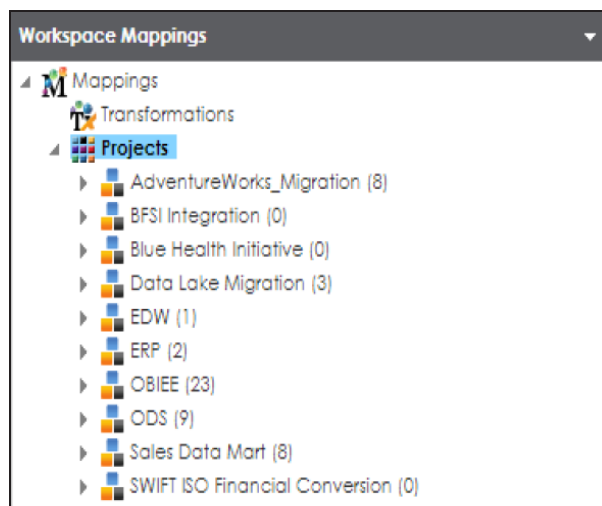 Workspace Mappings
Mappings
Transformations
Projects
AdventureWorks_Migration (8)
BFSI Integration (0)
Blue Health Initiative (0)
Data Lake Migration (3)
EDW (1)
ERP (2)
OBIEE (23)
ODS (9)
Sales Data Mart (8)
SWIFT ISO Financial Conversion (0)